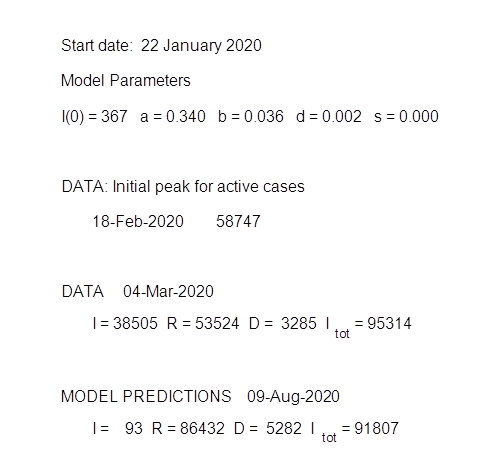 Start date: 22 January 2020
Model Parameters
I(0) = 367 a = 0.340 b = 0.036 d = 0.002 s = 0.000
DATA: Initial peak for active cases
18-Feb-2020 58747
DATA 04-Mar-2020
I = 38505 R = 53524 D = 3285 I tot = 95314
MODEL PREDICTIONS 09-Aug-2020
I = 93 R = 86432 D = 5282 I tot = 91807